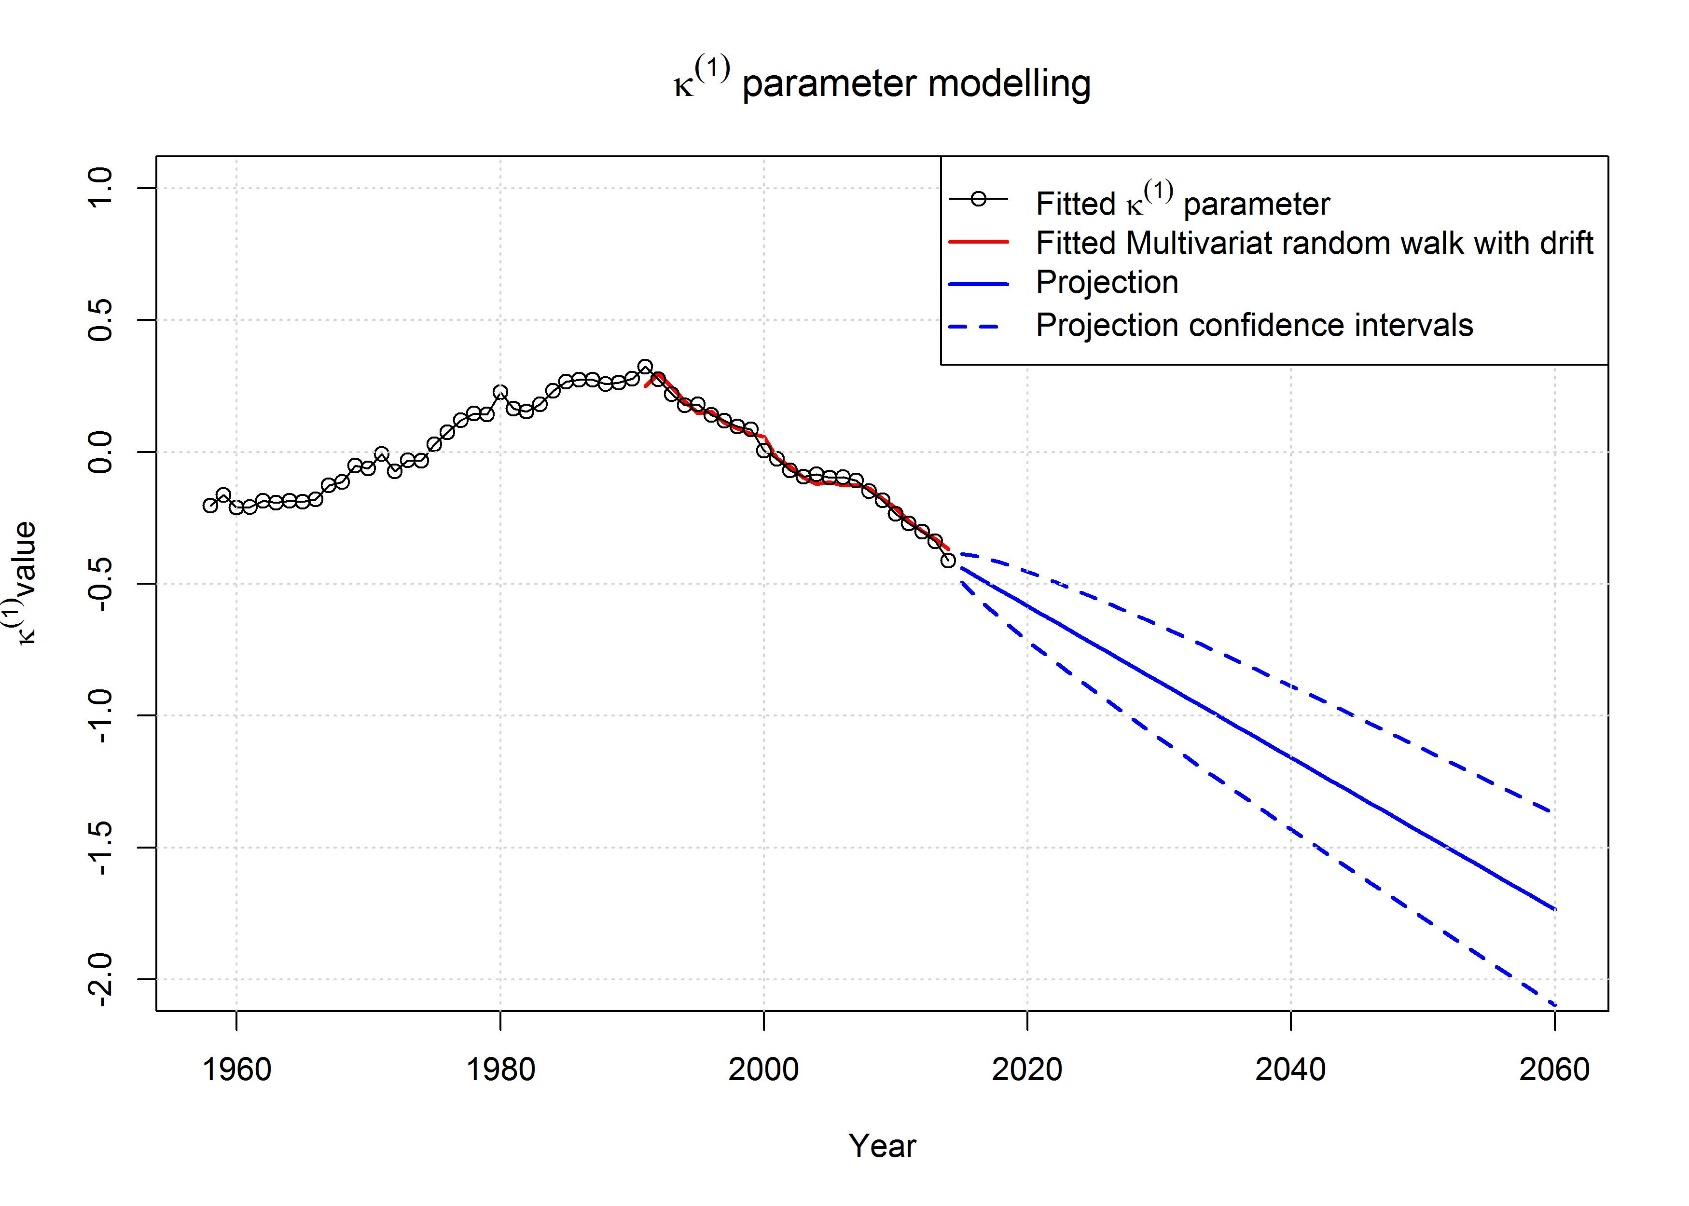 κ(1) parameter modelling
1.0
0.5
0.0
-0.5
-1.0
-1.5
-2.0
κ(1)value
Fitted κ(1) parameter
Fitted Multivariat random walk with drift
Projection
Projection confidence intervals
1960 1980 2000 2020 2040 2060
Year